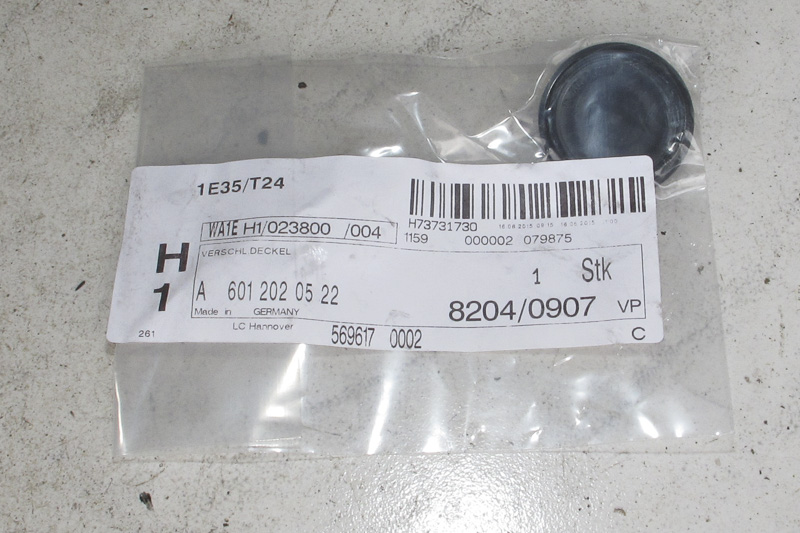 1E35/T24
WA1E H1/023800 /004
H73731730
1159 000002 079875
H
1
VERSCHL.DECKEL
1 Stk
A 601 202 05 22
8204/0907 VP
Made in GERMANY
261
LC Hannover
569617 0002
C